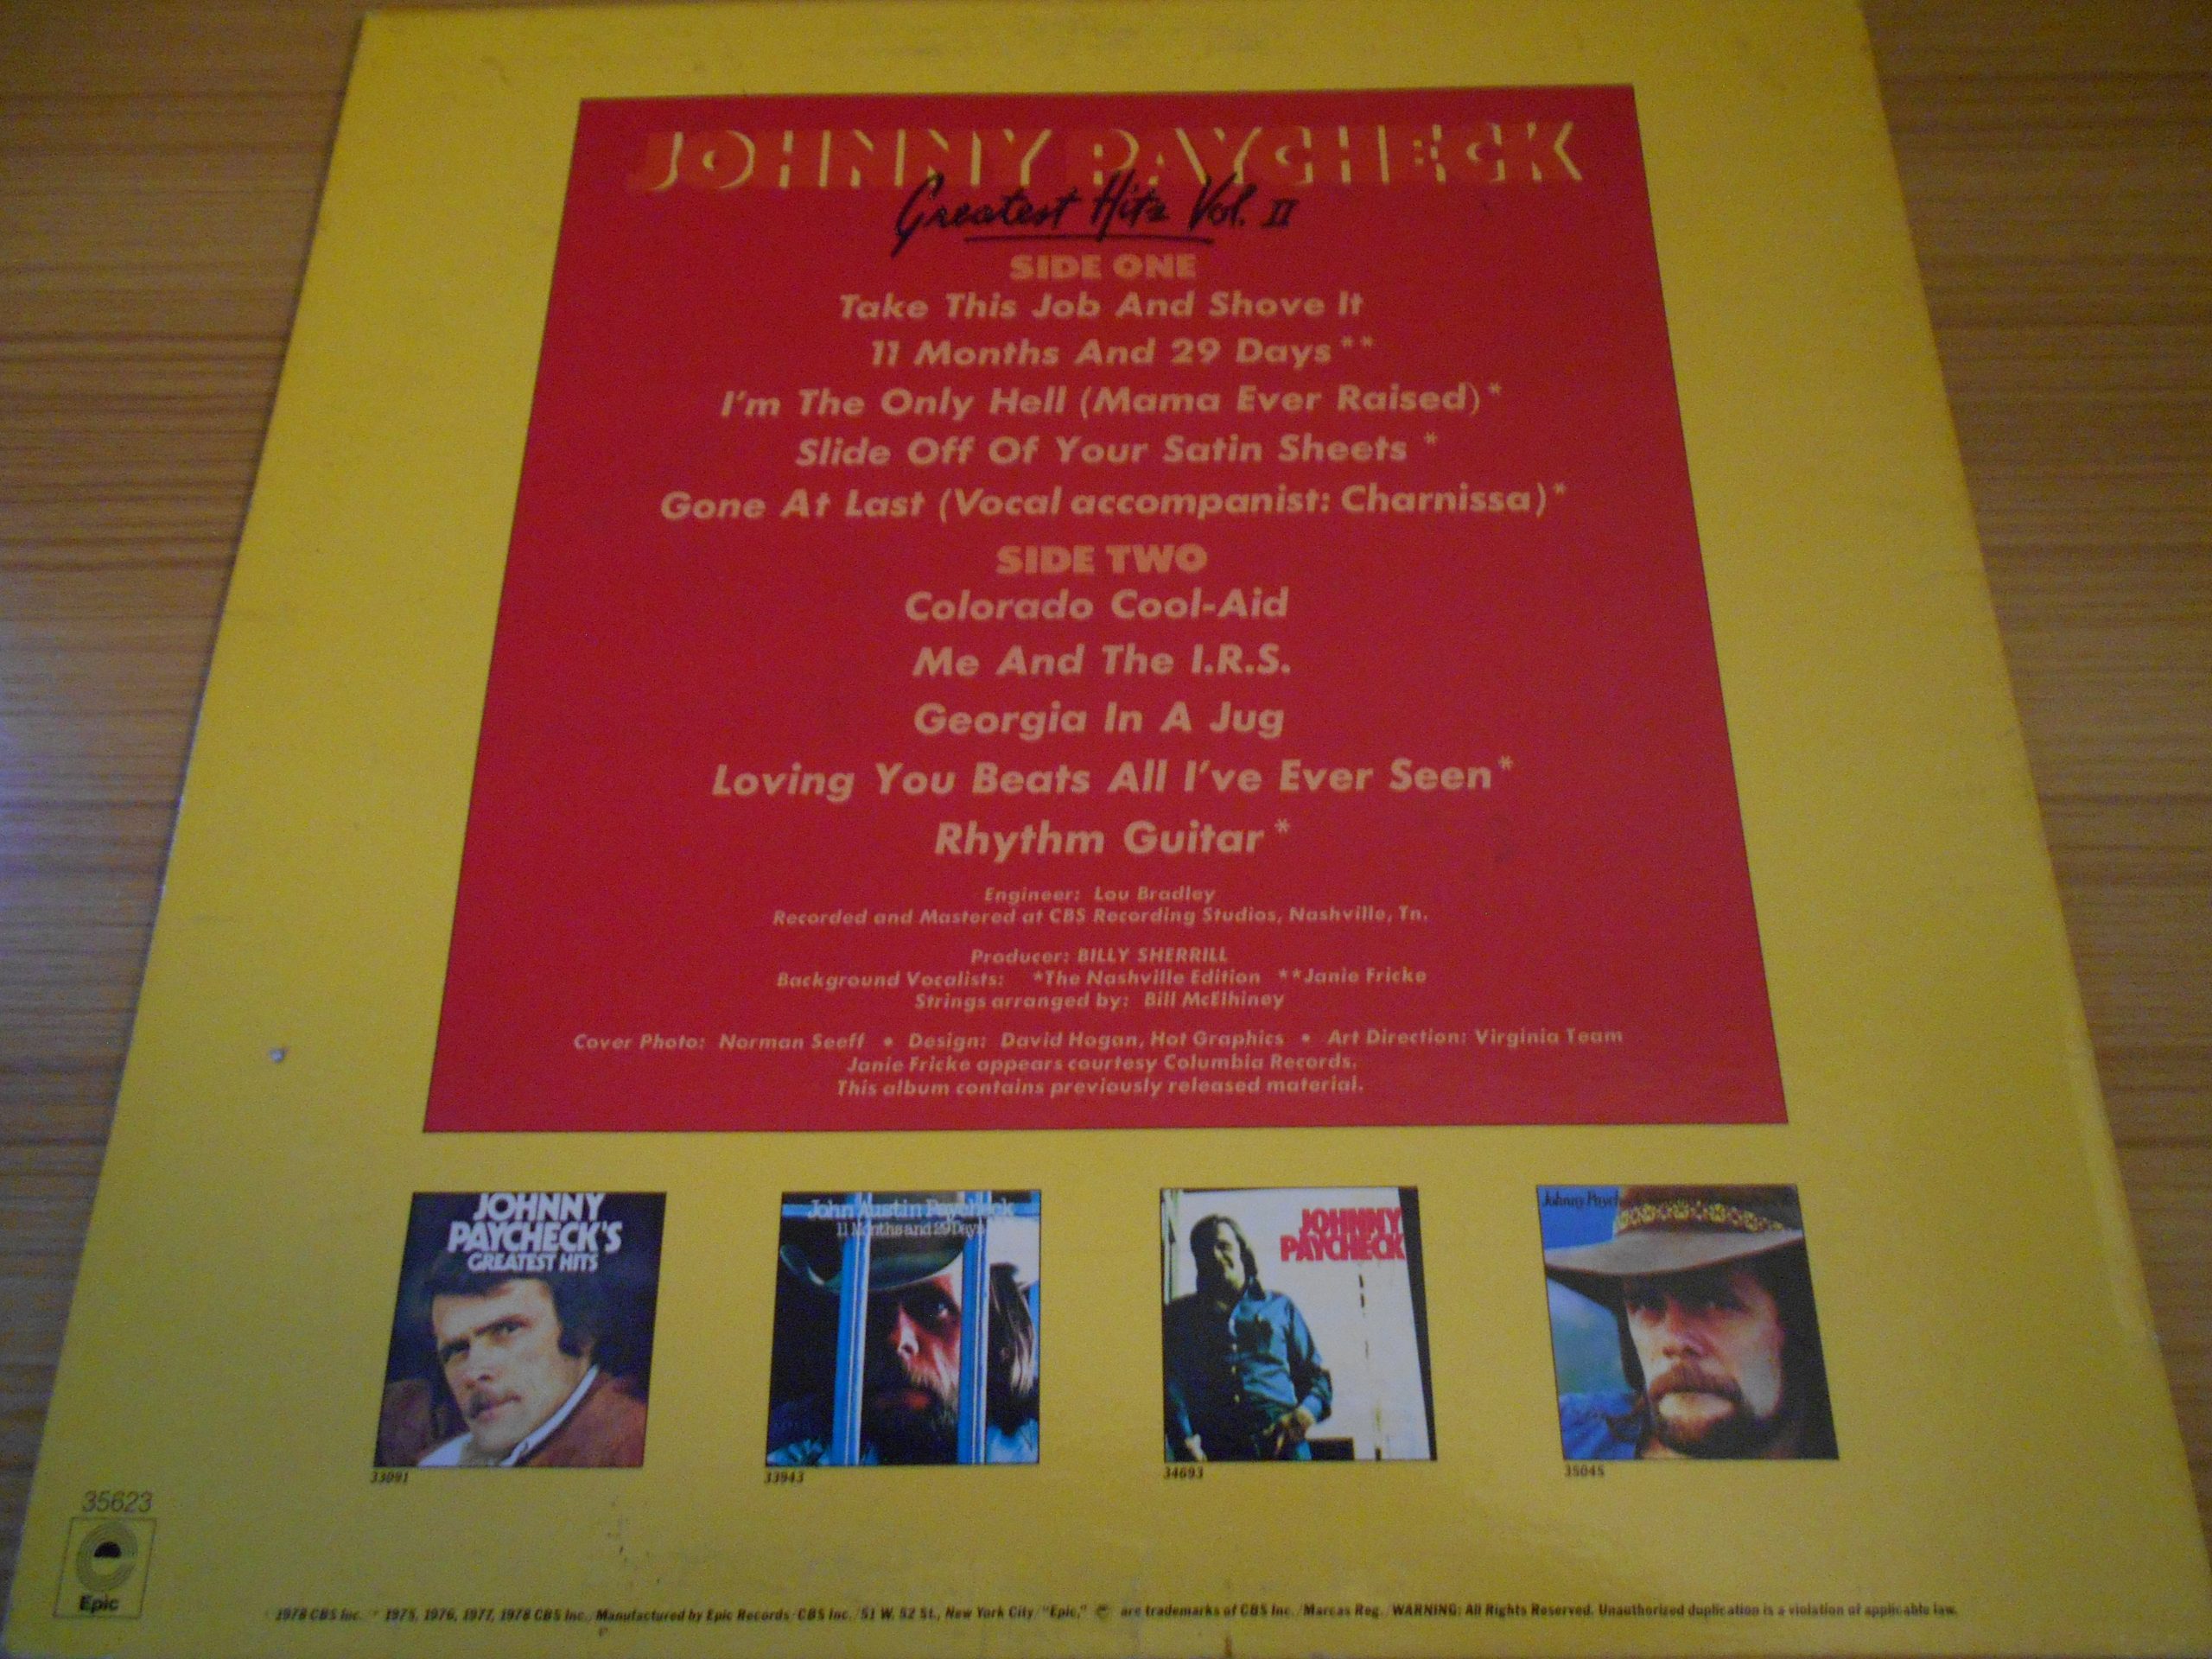 JOHNNY PAYCHECK
Greatest Hits Vol. II
SIDE ONE
Take This Job And Shove It
11 Months And 29 Days**
I'm The Only Hell (Mama Ever Raised)*
Slide Off Of Your Satin Sheets *
Gone At Last (Vocal accompanist: Charnissa)*
SIDE TWO
Colorado Cool-Aid
Me And The I.R.S.
Georgia In A Jug
Loving You Beats All I've Ever Seen*
Rhythm Guitar*
Engineer: Lou Bradley
Recorded and Mastered at CBS Recording Studios, Nashville, Tn.
Producer: BILLY SHERRILL
Background Vocalists: *The Nashville Edition **Janie Fricke
Strings arranged by: Bill McElhiney
Cover Photo: Norman Seeff • Design: David Hogan, Hot Graphics • Art Direction: Virginia Team
Janie Fricke appears courtesy Columbia Records.
This album contains previously released material.
JOHNNY
PAYCHECK'S
GREATEST HITS
33091
John Austin Paycheck
11 Months and 29 Days
33943
JOHNNY
PAYCHECK
34693
Johnny Paych
35045
35623
Epic
1978 CBS Inc. 1975, 1976, 1977, 1978 CBS Inc./Manufactured by Epic Records/CBS Inc./51 W. 52 St., New York City/"Epic," are trademarks of CBS Inc./Marcas Reg./WARNING: All Rights Reserved. Unauthorized duplication is a violation of applicable law.